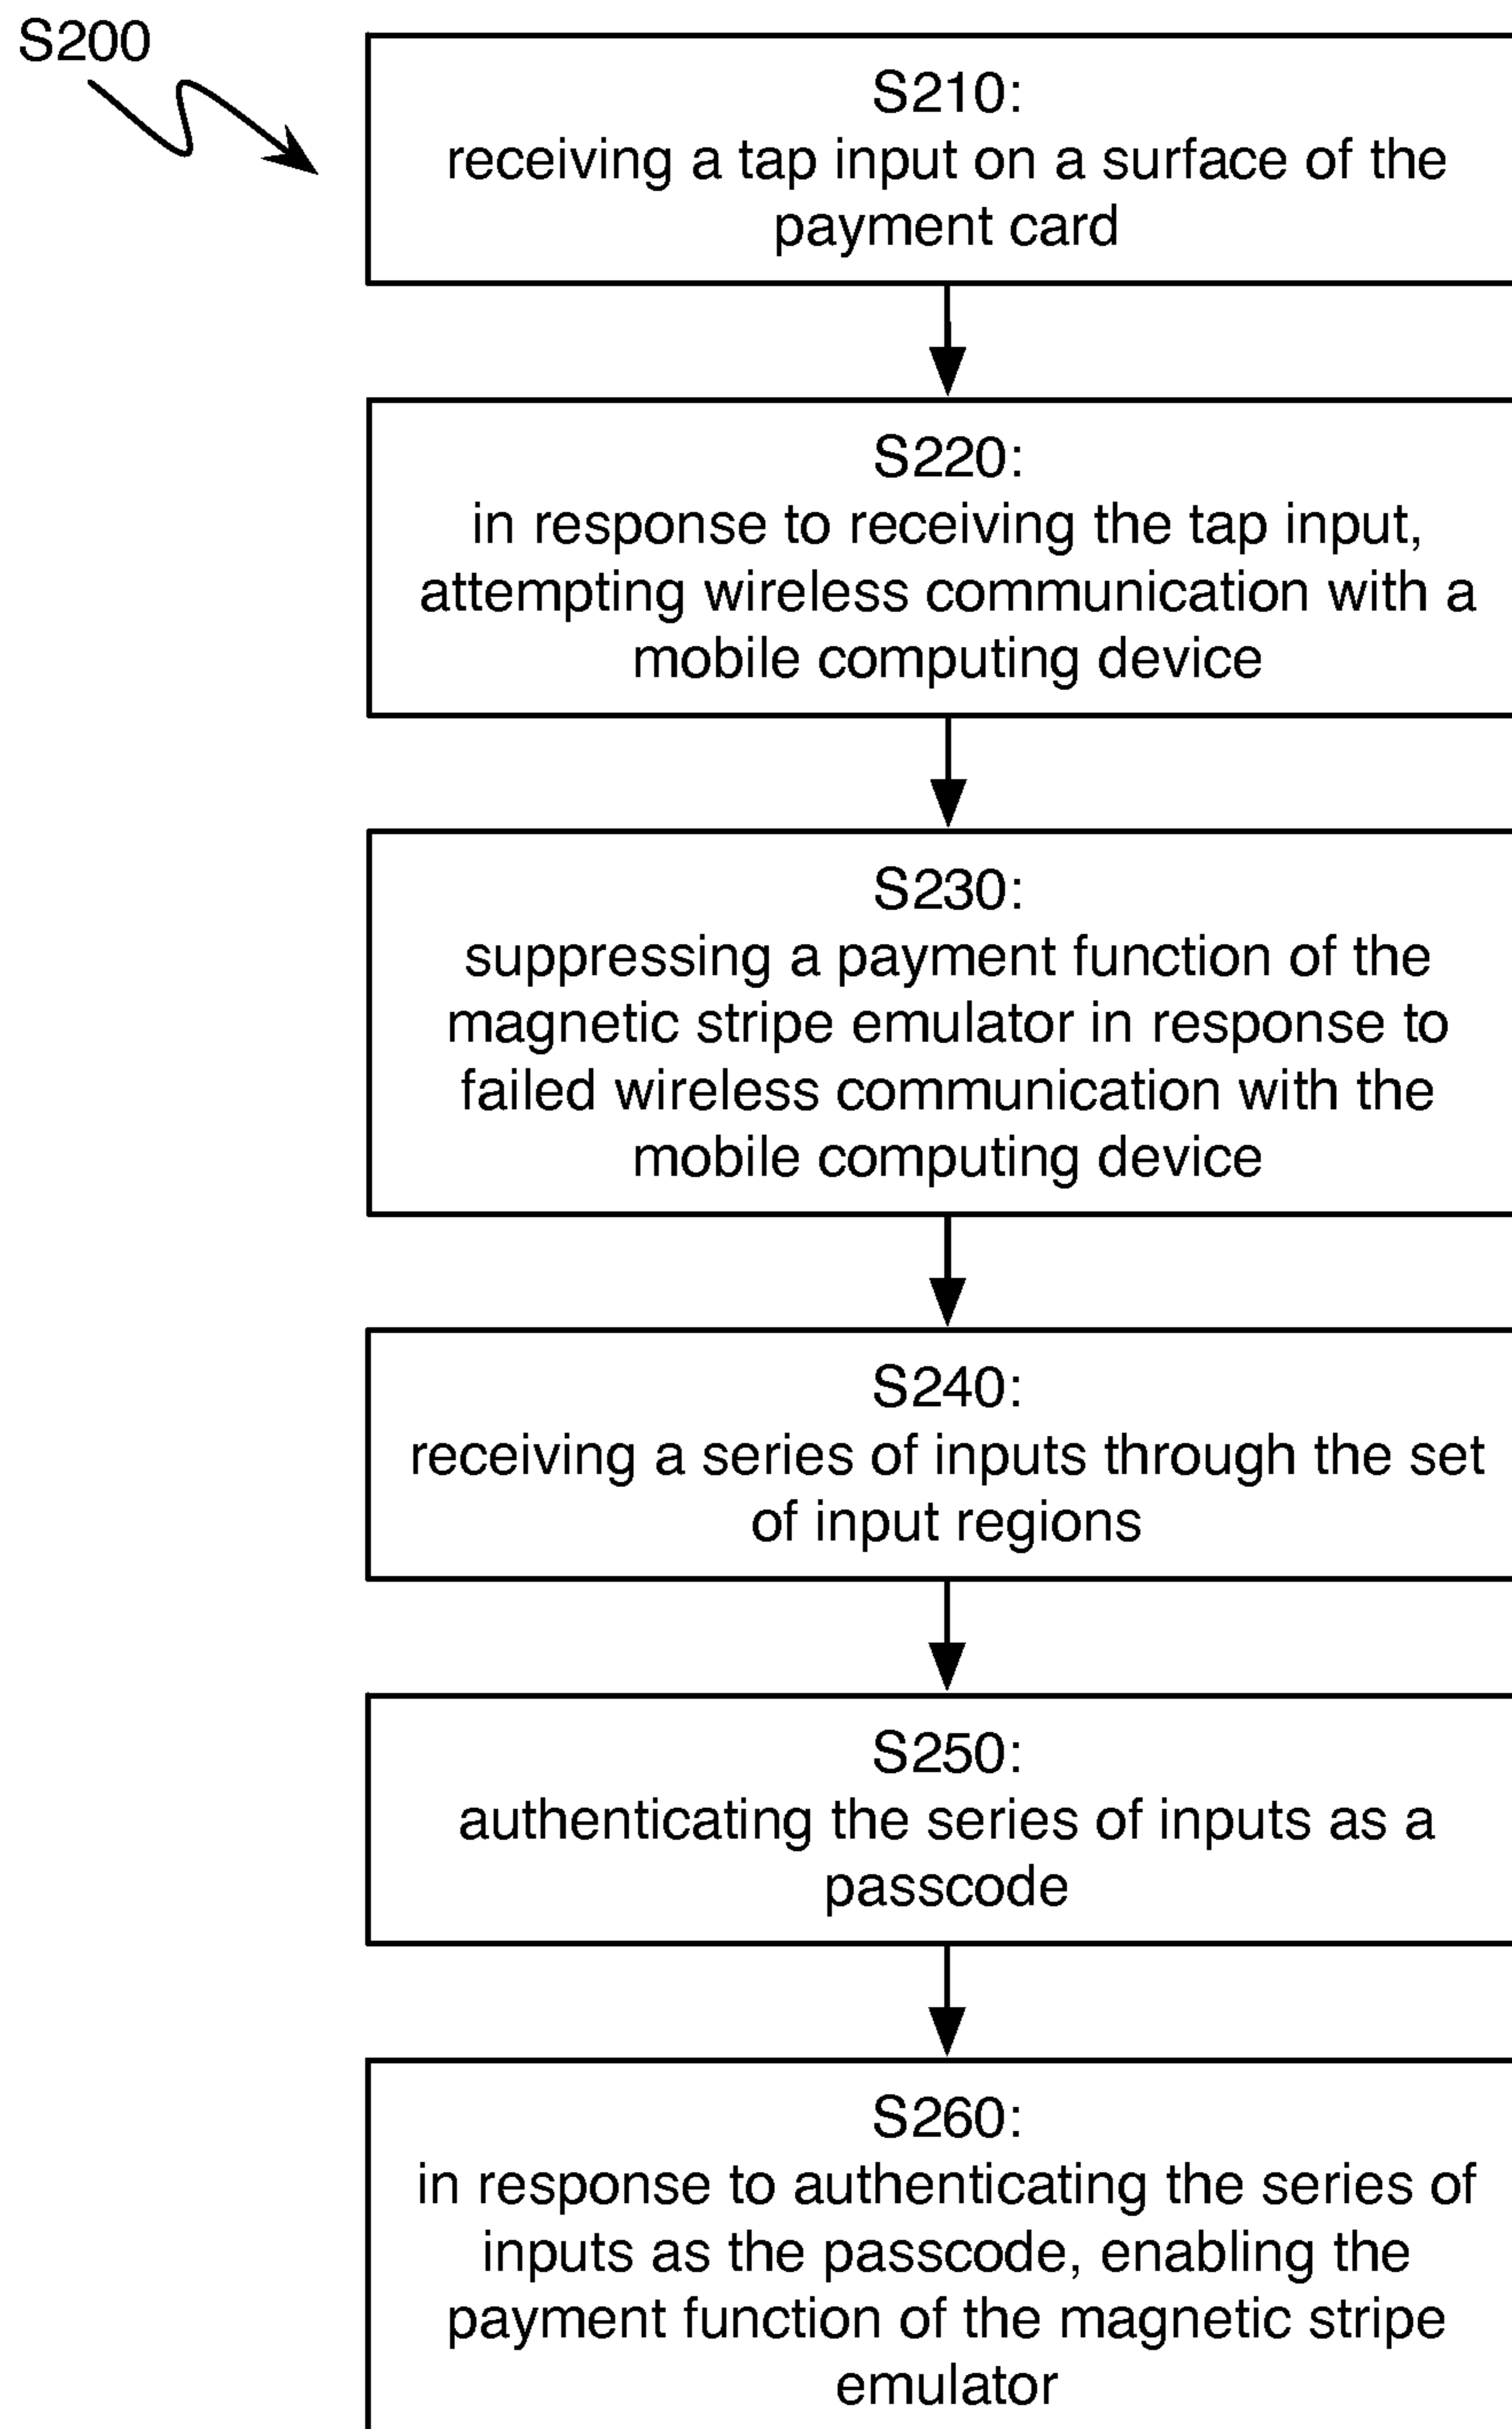 S200
S210:
receiving a tap input on a surface of the
payment card
S220:
in response to receiving the tap input,
attempting wireless communication with a
mobile computing device
S230:
suppressing a payment function of the
magnetic stripe emulator in response to
failed wireless communication with the
mobile computing device
S240:
receiving a series of inputs through the set
of input regions
S250:
authenticating the series of inputs as a
passcode
S260:
in response to authenticating the series of
inputs as the passcode, enabling the
payment function of the magnetic stripe
emulator